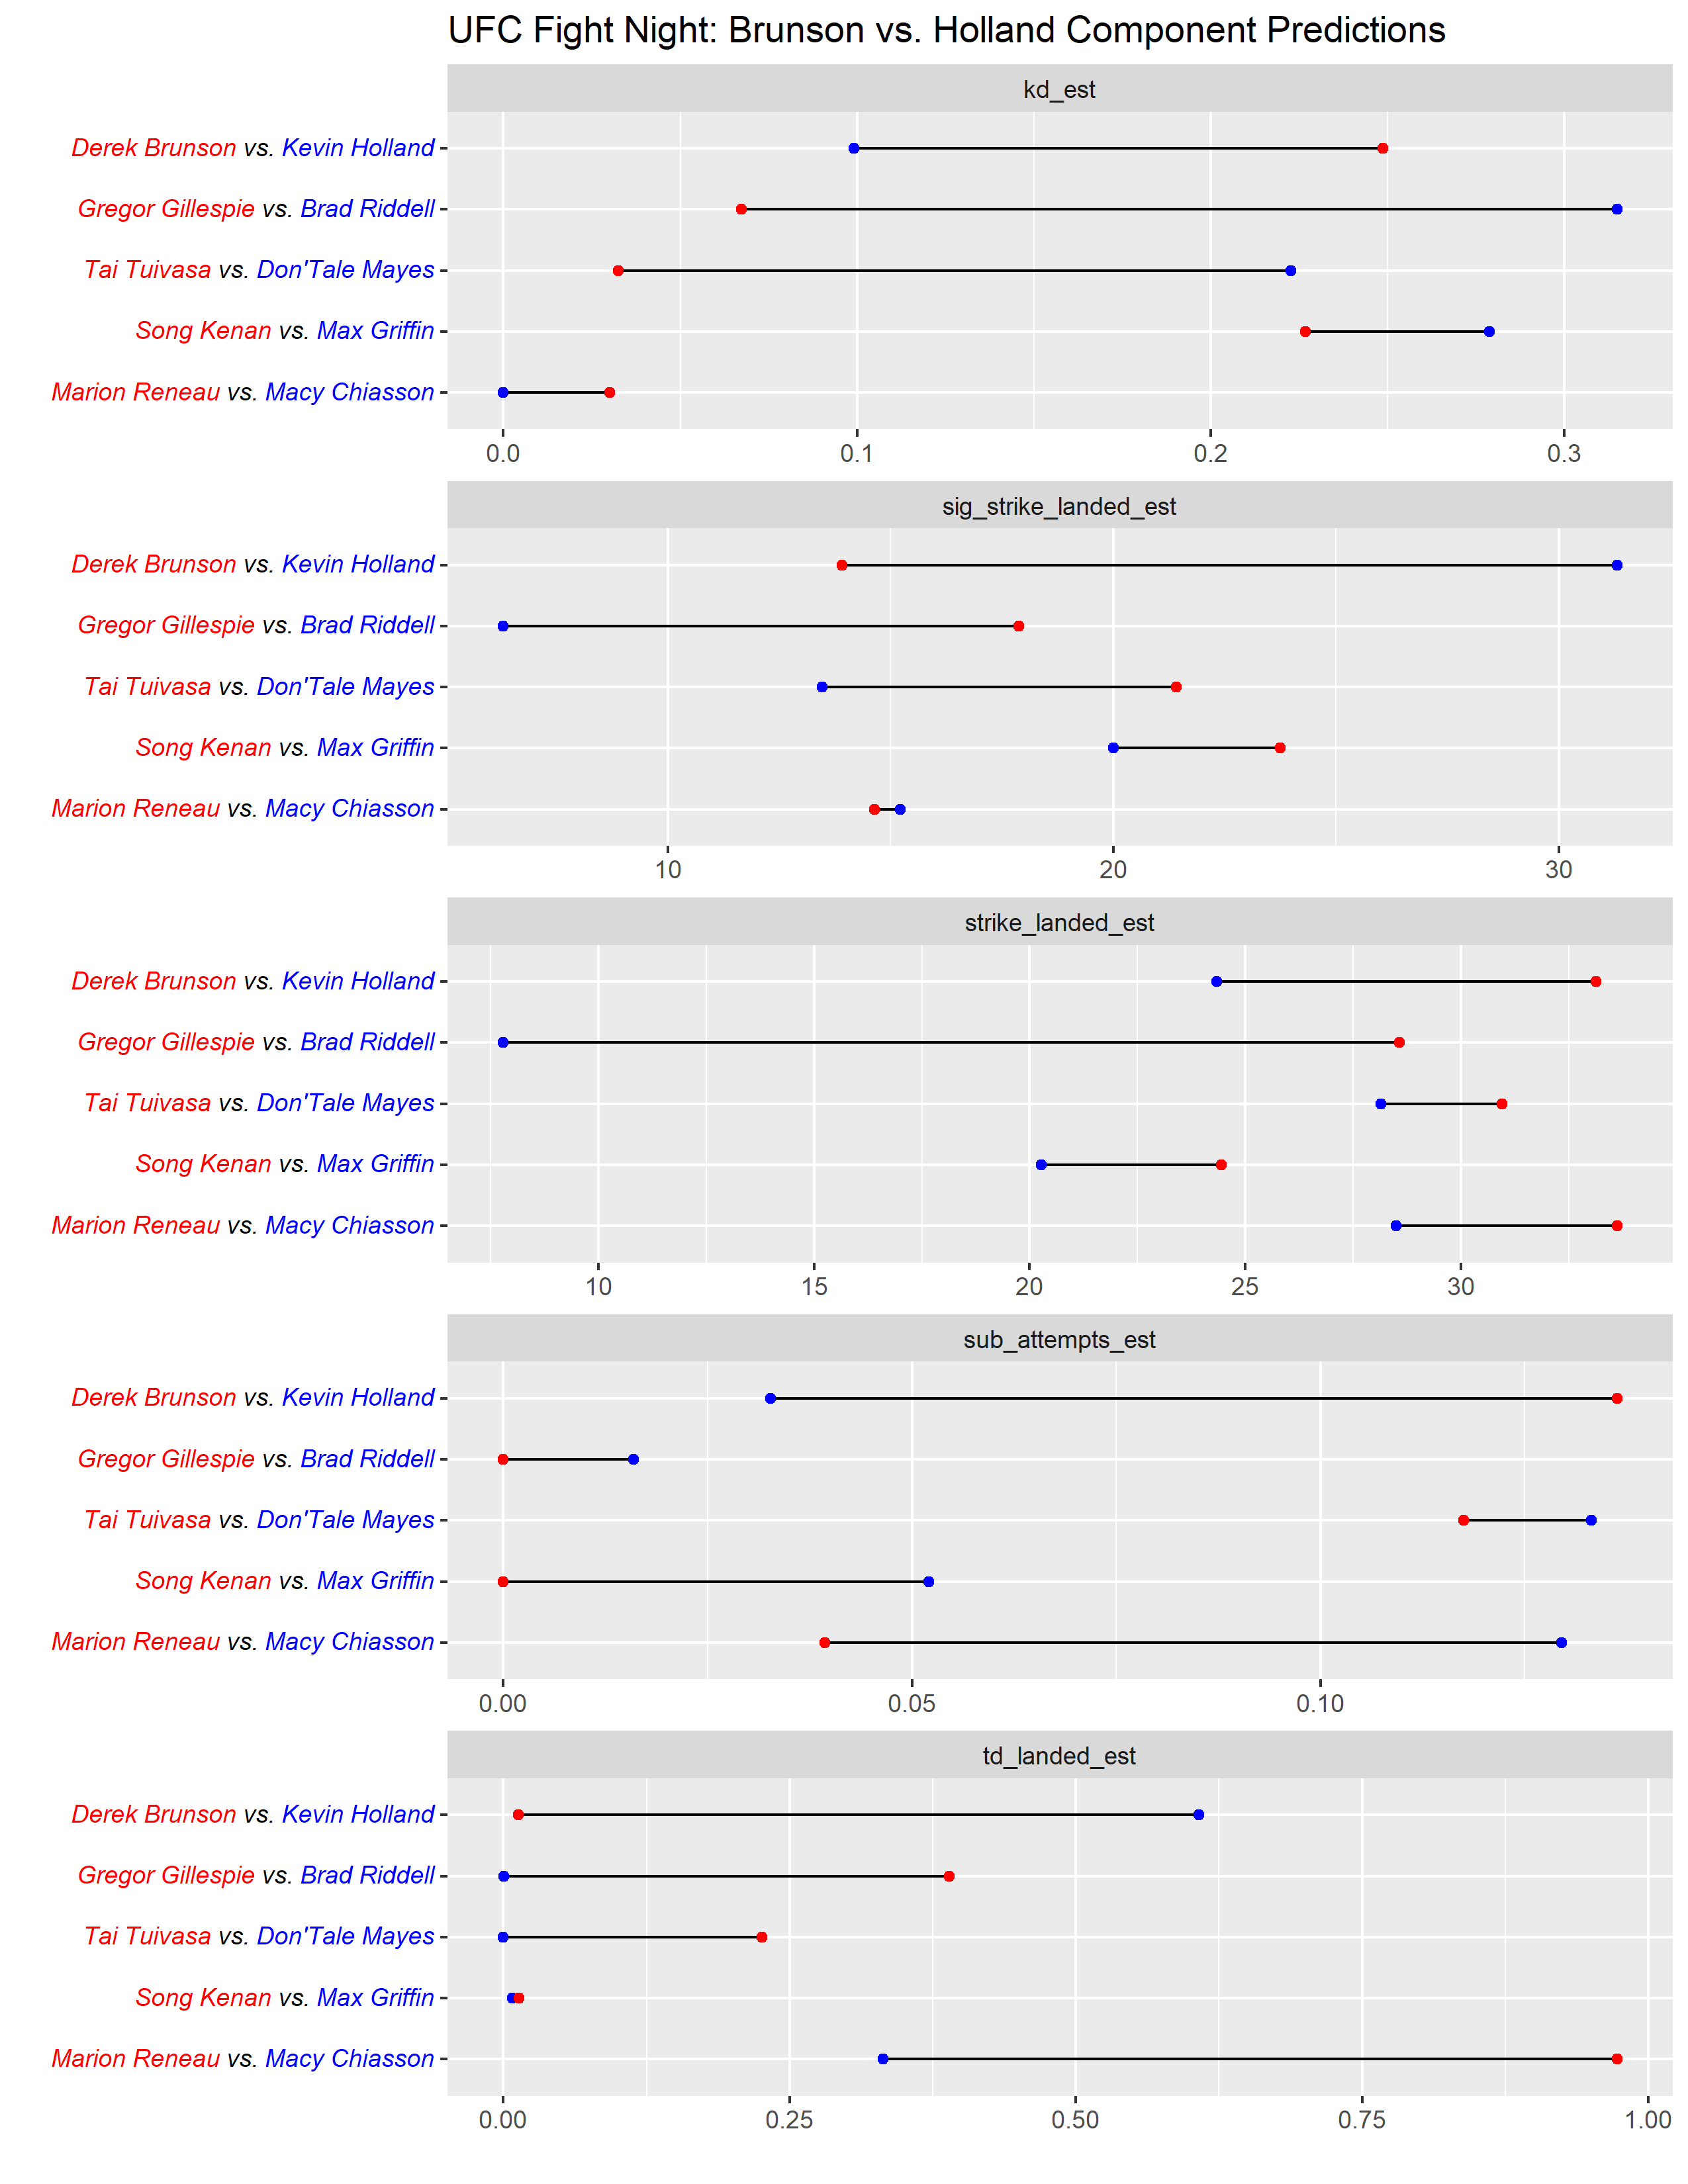 UFC Fight Night: Brunson vs. Holland Component Predictions
kd_est
Derek Brunson vs. Kevin Holland
Gregor Gillespie vs. Brad Riddell
Tai Tuivasa vs. Don'Tale Mayes
Song Kenan vs. Max Griffin
Marion Reneau vs. Macy Chiasson
0.0 0.1 0.2 0.3
sig_strike_landed_est
Derek Brunson vs. Kevin Holland
Gregor Gillespie vs. Brad Riddell
Tai Tuivasa vs. Don'Tale Mayes
Song Kenan vs. Max Griffin
Marion Reneau vs. Macy Chiasson
10 20 30
strike_landed_est
Derek Brunson vs. Kevin Holland
Gregor Gillespie vs. Brad Riddell
Tai Tuivasa vs. Don'Tale Mayes
Song Kenan vs. Max Griffin
Marion Reneau vs. Macy Chiasson
10 15 20 25 30
sub_attempts_est
Derek Brunson vs. Kevin Holland
Gregor Gillespie vs. Brad Riddell
Tai Tuivasa vs. Don'Tale Mayes
Song Kenan vs. Max Griffin
Marion Reneau vs. Macy Chiasson
0.00 0.05 0.10
td_landed_est
Derek Brunson vs. Kevin Holland
Gregor Gillespie vs. Brad Riddell
Tai Tuivasa vs. Don'Tale Mayes
Song Kenan vs. Max Griffin
Marion Reneau vs. Macy Chiasson
0.00 0.25 0.50 0.75 1.00